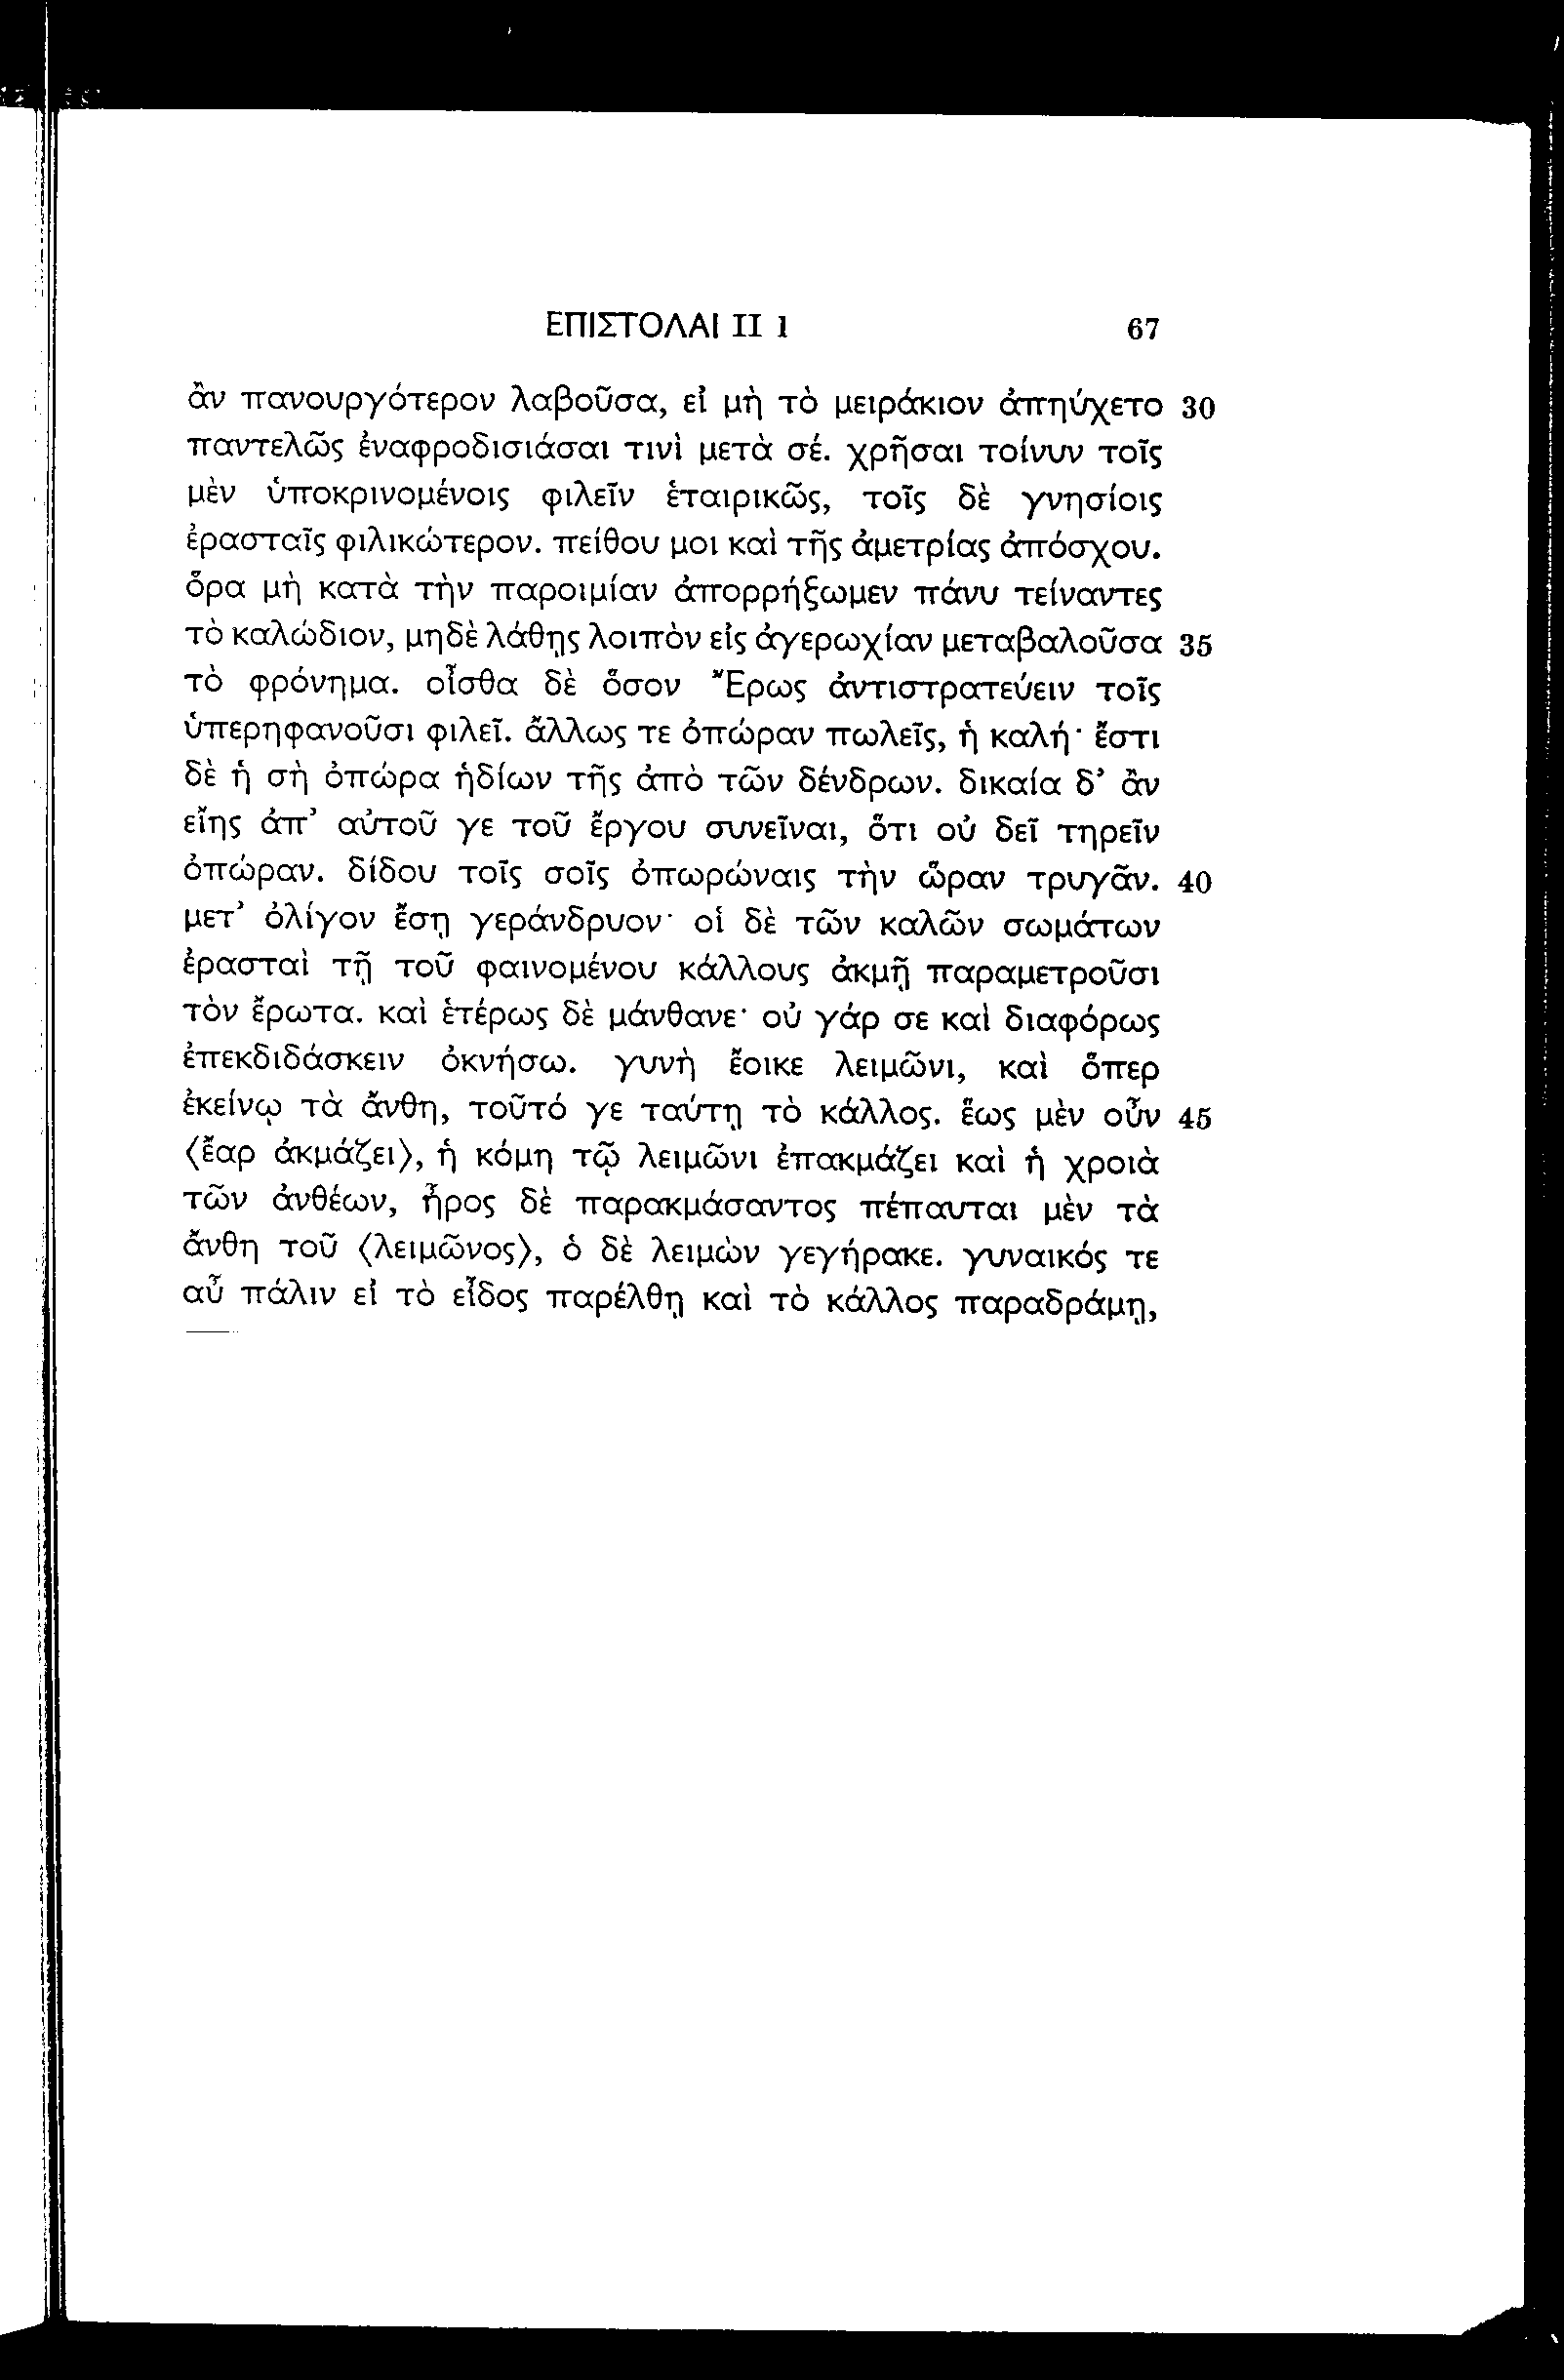 ΕΠΙΣΤΟΛΑΙ II 1 67
ἂν πανουργότερον λαβοῦσα, εἰ μὴ τὸ μειράκιον ἀπηύχετο 30
παντελῶς ἐναφροδισιάσαι τινὶ μετὰ σέ. χρῆσαι τοίνυν τοῖς
μὲν ὑποκρινομένοις φιλεῖν ἑταιρικῶς, τοῖς δὲ γνησίοις
ἐρασταῖς φιλικώτερον. πείθου μοι καὶ τῆς ἀμετρίας ἀπόσχου.
ὅρα μὴ κατὰ τὴν παροιμίαν ἀπορρήξωμεν πάνυ τείναντες
τὸ καλώδιον, μηδὲ λάθῃς λοιπὸν εἰς ἀγερωχίαν μεταβαλοῦσα 35
τὸ φρόνημα. οἶσθα δὲ ὅσον Ἔρως ἀντιστρατεύειν τοῖς
ὑπερηφανοῦσι φιλεῖ. ἄλλως τε ὀπώραν πωλεῖς, ἡ καλή· ἔστι
δὲ ἡ σὴ ὀπώρα ἡδίων τῆς ἀπὸ τῶν δένδρων. δικαία δ’ ἂν
εἴης ἀπ’ αὐτοῦ γε τοῦ ἔργου συνεῖναι, ὅτι οὐ δεῖ τηρεῖν
ὀπώραν. δίδου τοῖς σοῖς ὀπωρώναις τὴν ὥραν τρυγᾶν. 40
μετ’ ὀλίγον ἔσῃ γεράνδρυον· οἱ δὲ τῶν καλῶν σωμάτων
ἐρασταὶ τῇ τοῦ φαινομένου κάλλους ἀκμῇ παραμετροῦσι
τὸν ἔρωτα. καὶ ἑτέρως δὲ μάνθανε· οὐ γάρ σε καὶ διαφόρως
ἐπεκδιδάσκειν ὀκνήσω. γυνὴ ἔοικε λειμῶνι, καὶ ὅπερ
ἐκείνῳ τὰ ἄνθη, τοῦτό γε ταύτῃ τὸ κάλλος. ἕως μὲν οὖν 45
⟨ἔαρ ἀκμάζει⟩, ἡ κόμη τῷ λειμῶνι ἐπακμάζει καὶ ἡ χροιὰ
τῶν ἀνθέων, ἦρος δὲ παρακμάσαντος πέπαυται μὲν τὰ
ἄνθη τοῦ ⟨λειμῶνος⟩, ὁ δὲ λειμὼν γεγήρακε. γυναικός τε
αὖ πάλιν εἰ τὸ εἶδος παρέλθῃ καὶ τὸ κάλλος παραδράμῃ,